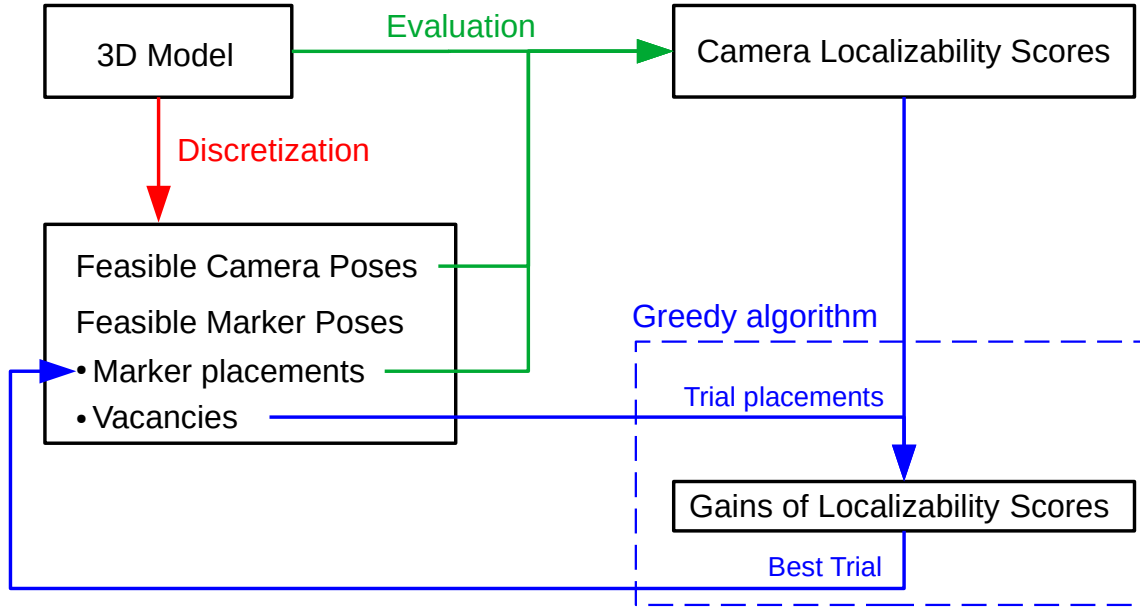 Evaluation
3D Model
Camera Localizability Scores
Discretization
Feasible Camera Poses
Feasible Marker Poses
Greedy algorithm
• Marker placements
Trial placements
• Vacancies
Gains of Localizability Scores
Best Trial